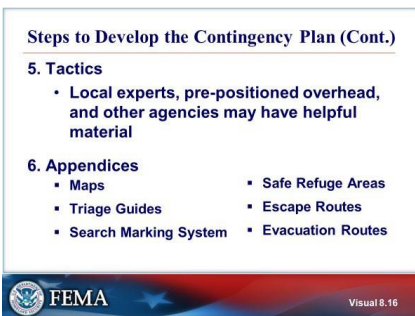 Steps to Develop the Contingency Plan (Cont.)
5. Tactics
• Local experts, pre-positioned overhead,
and other agencies may have helpful
material
6. Appendices
▪ Maps
▪ Triage Guides
▪ Search Marking System
▪ Safe Refuge Areas
▪ Escape Routes
▪ Evacuation Routes
FEMA
Visual 8.16